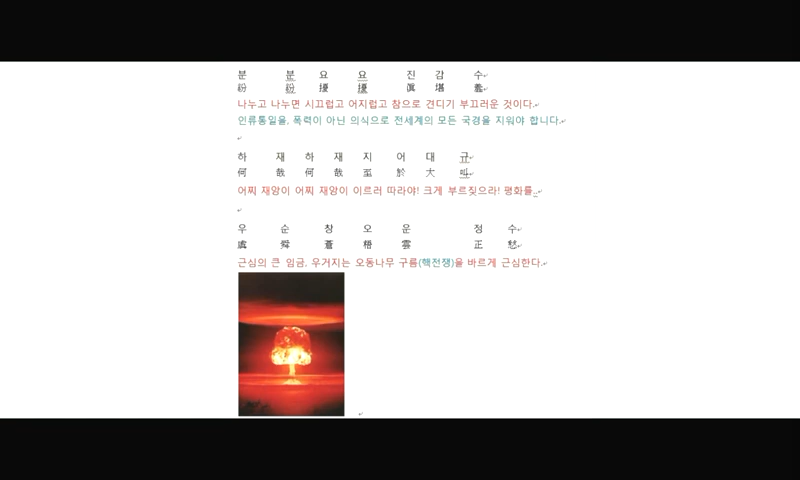 분 분 요 요 진 감 수
紛 紛 擾 擾 眞 堪 羞
나누고 나누면 시끄럽고 어지럽고 참으로 견디기 부끄러운 것이다.
인류통일을, 폭력이 아닌 의식으로 전세계의 모든 국경을 지워야 합니다.
하 재 하 재 지 어 대 규
何 哉 何 哉 至 於 大 叫
어찌 재앙이 어찌 재앙이 이르러 따라야! 크게 부르짖으라! 평화를..
우 순 창 오 운 정 수
虞 舜 蒼 梧 雲 正 愁
근심의 큰 임금, 우거지는 오동나무 구름(핵전쟁)을 바르게 근심한다.